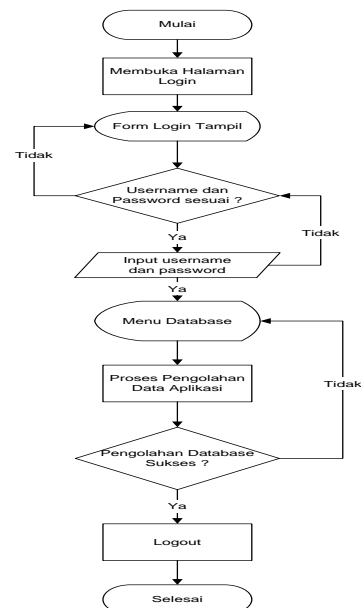 Mulai
Membuka Halaman
Login
Form Login Tampil
Tidak
Username dan
Password sesuai ?
Tidak
Ya
Input username
dan password
Ya
Menu Database
Proses Pengolahan
Data Aplikasi
Tidak
Pengolahan Database
Sukses ?
Ya
Logout
Selesai